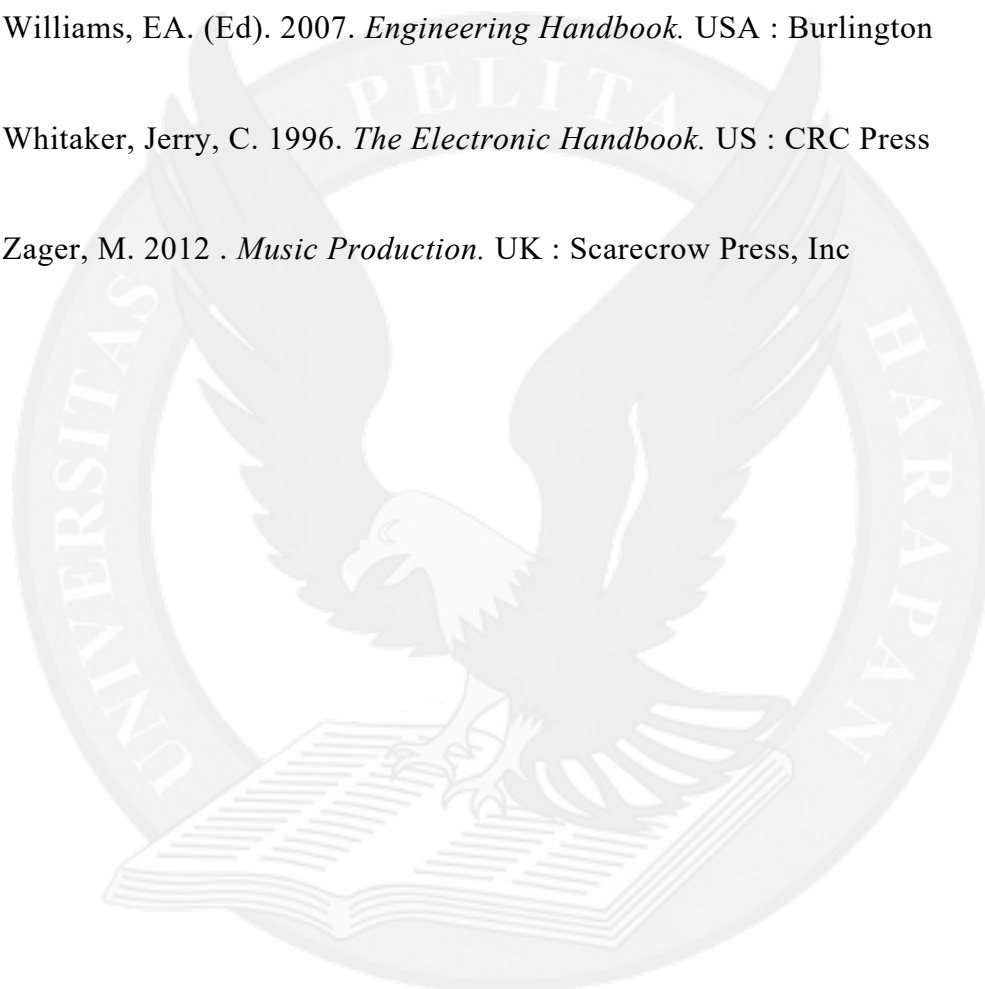 Williams, EA. (Ed). 2007. Engineering Handbook. USA : Burlington
Whitaker, Jerry, C. 1996. The Electronic Handbook. US : CRC Press
Zager, M. 2012 . Music Production. UK : Scarecrow Press, Inc
UNIVERSITAS PELITA HARAPAN